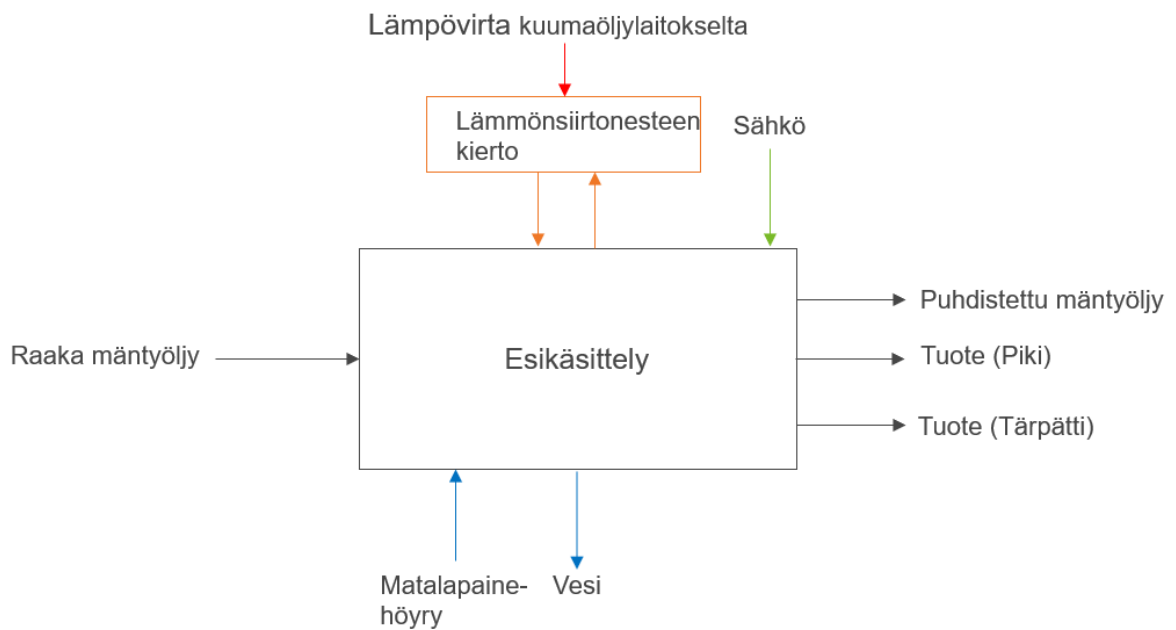 Lämpövirta kuumaöljylaitokselta
Lämmönsiirtonesteen
kierto
Sähkö
Puhdistettu mäntyöljy
Raaka mäntyöljy
Esikäsittely
Tuote (Piki)
Tuote (Tärpätti)
Matalapaine-
höyry
Vesi